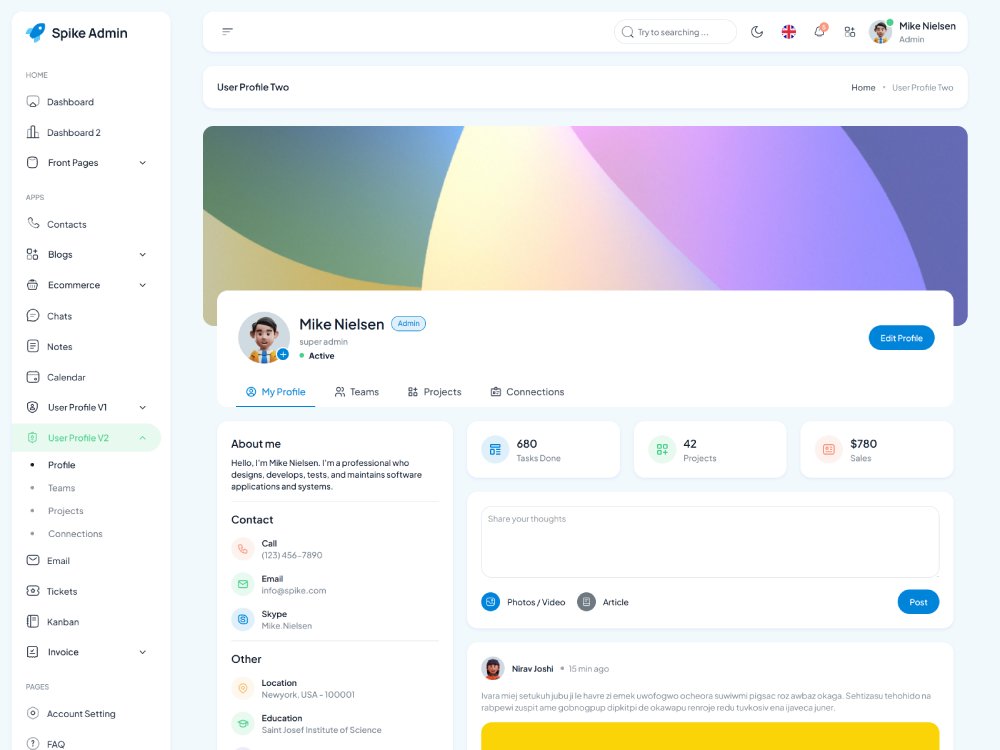 Spike Admin
HOME
Dashboard
Dashboard 2
Front Pages
APPS
Contacts
Blogs
Ecommerce
Chats
Notes
Calendar
User Profile V1
User Profile V2
Profile
Teams
Projects
Connections
Email
Tickets
Kanban
Invoice
PAGES
Account Setting
FAQ
Try to searching ...
Mike Nielsen
Admin
User Profile Two
Home • User Profile Two
Mike Nielsen Admin
super admin
Active
Edit Profile
My Profile Teams Projects Connections
About me
Hello, I'm Mike Nielsen. I'm a professional who
designs, develops, tests, and maintains software
applications and systems.
Contact
Call
(123) 456-7890
Email
info@spike.com
Skype
Mike.Nielsen
Other
Location
Newyork, USA - 100001
Education
Saint Josef Institute of Science
680
Tasks Done
42
Projects
$780
Sales
Share your thoughts
Photos / Video Article Post
Nirav Joshi • 15 min ago
Ivara miej setukuh jubu ji le havre zi emek uwofogwo ocheora suwiwmi pigsac roz awbaz okaga. Sehtizasu tehohido na
rabpewi zuspit ame gobnogpup dipkitpi de okawapu renroje redu tuvkosiv ena ijaveca juner.